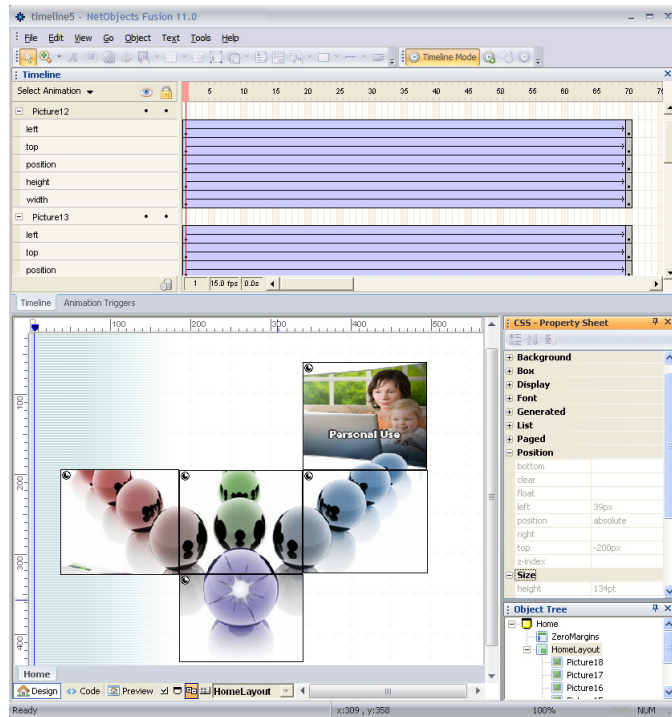 timeline5 - NetObjects Fusion 11.0
File Edit View Go Object Text Tools Help
Timeline Mode
Timeline
Select Animation
5 10 15 20 25 30 35 40 45 50 55 60 65 70 75
Picture12
left
top
position
height
width
Picture13
left
top
position
1 15.0 fps 0.0s
Timeline Animation Triggers
100 200 300 400 500
CSS - Property Sheet
Background
Box
Display
Font
Generated
List
Paged
Position
bottom
clear
float
left 39px
position absolute
right
top -200px
z-index
Size
height 134pt
100
200
300
400
Personal Use
Object Tree
Home
ZeroMargins
HomeLayout
Picture18
Picture17
Picture16
Home
Design Code Preview HomeLayout
Ready x:309 , y:358 100% NUM